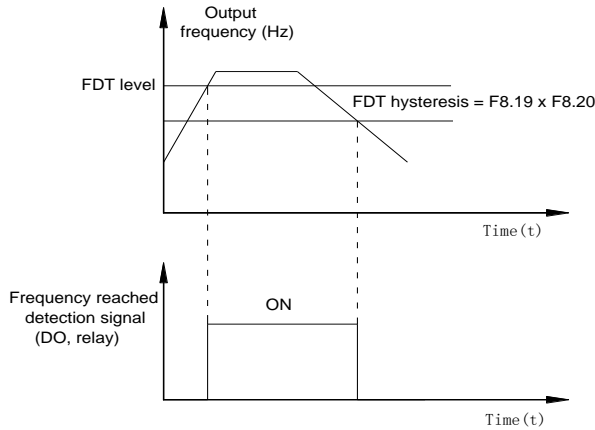 Output
frequency (Hz)
FDT level
FDT hysteresis = F8.19 x F8.20
Time(t)
Frequency reached
detection signal
(DO, relay)
ON
Time(t)